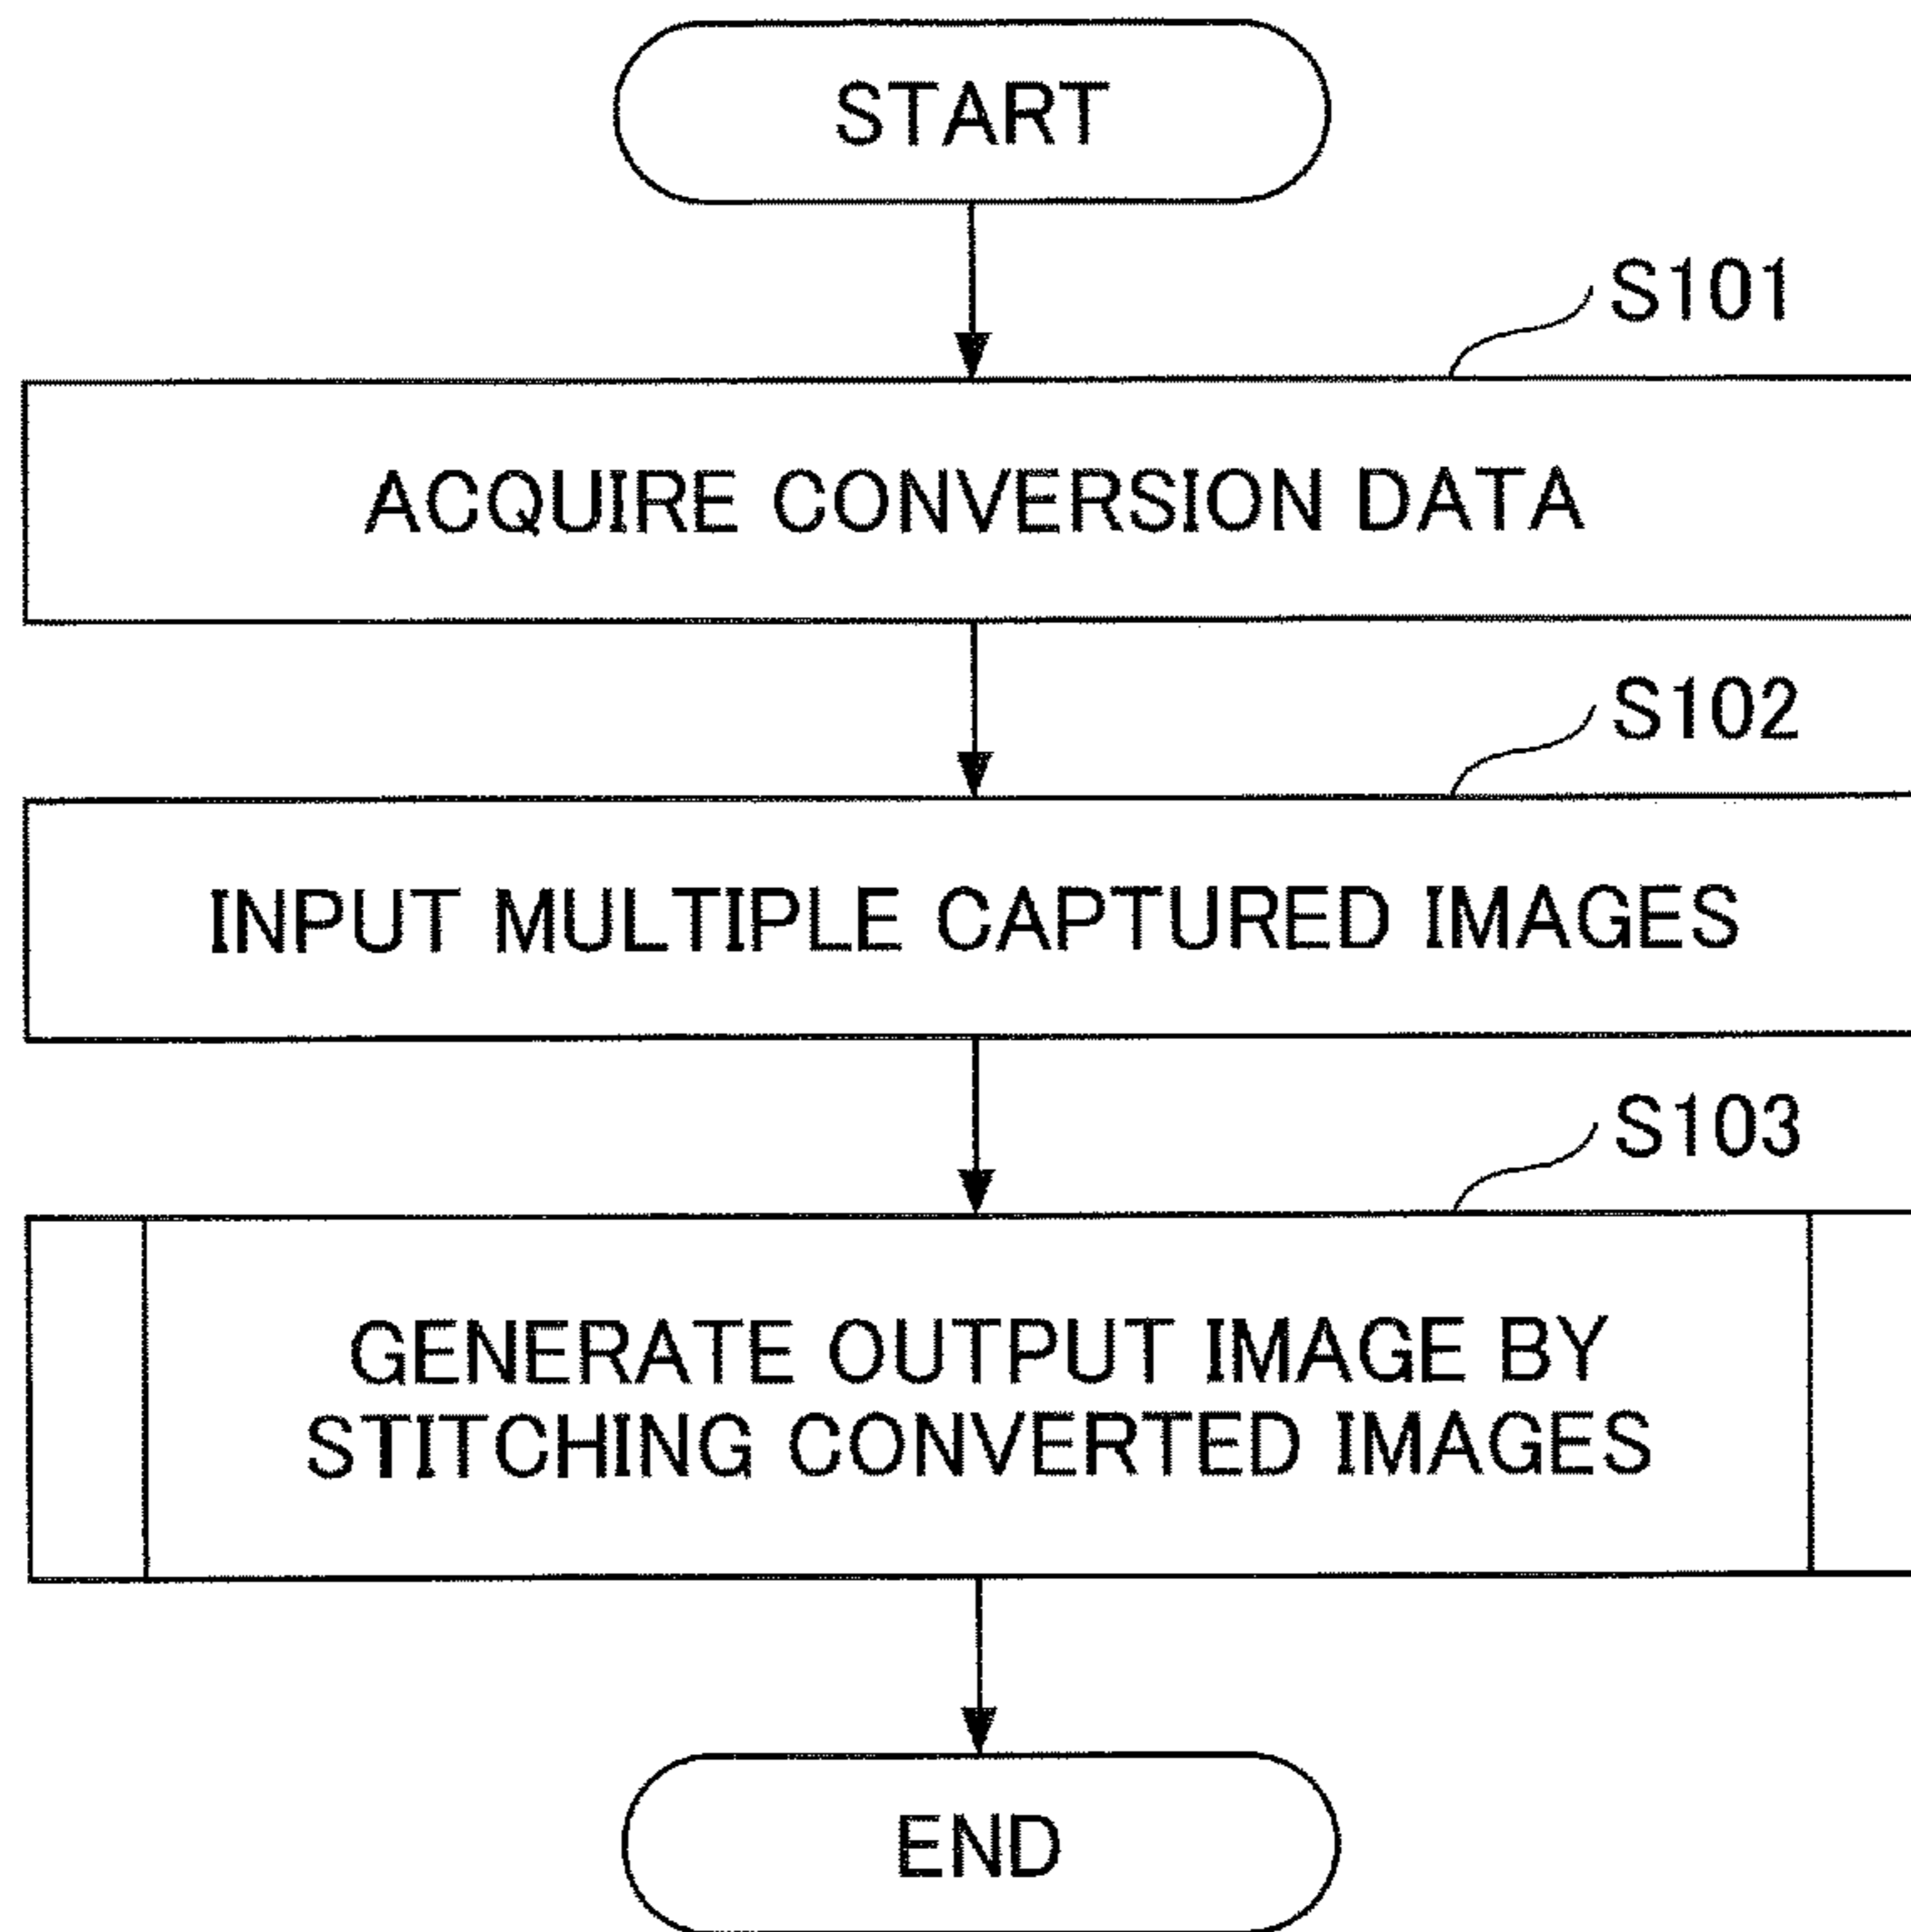 START
S101
ACQUIRE CONVERSION DATA
S102
INPUT MULTIPLE CAPTURED IMAGES
S103
GENERATE OUTPUT IMAGE BY
STITCHING CONVERTED IMAGES
END